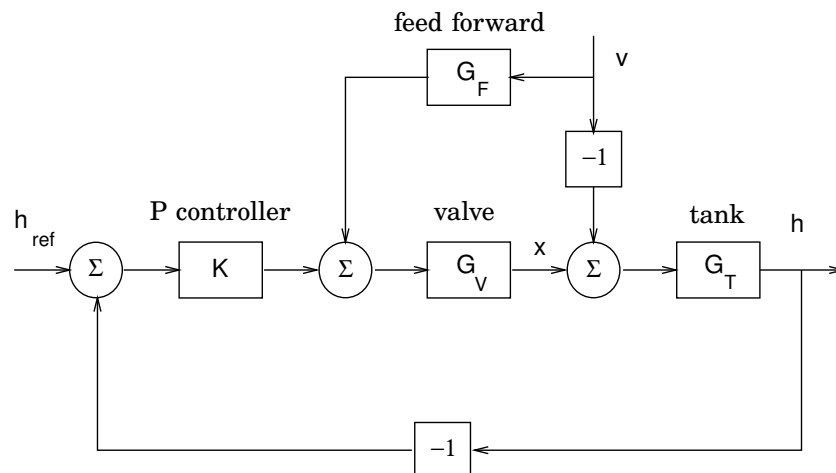 feed forward
G_F
v
−1
P controller
valve
tank
h_ref
Σ
K
Σ
G_V
x
Σ
G_T
h
−1